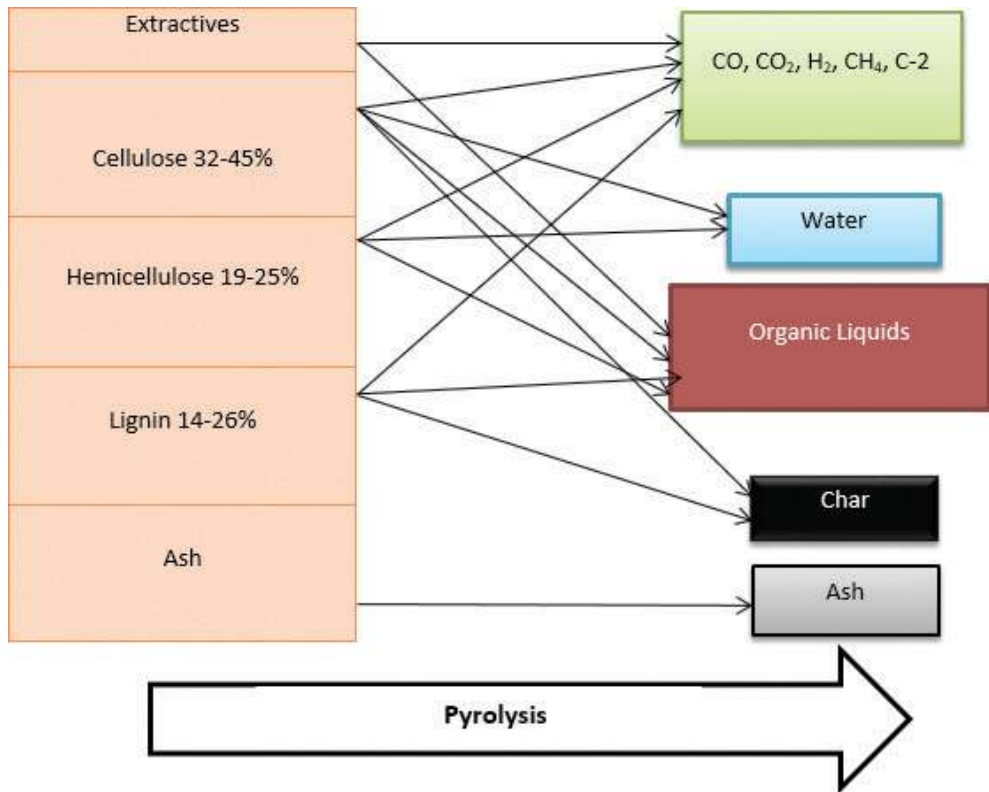 Extractives
Cellulose 32-45%
Hemicellulose 19-25%
Lignin 14-26%
Ash
CO, CO₂, H₂, CH₄, C-2
Water
Organic Liquids
Char
Ash
Pyrolysis